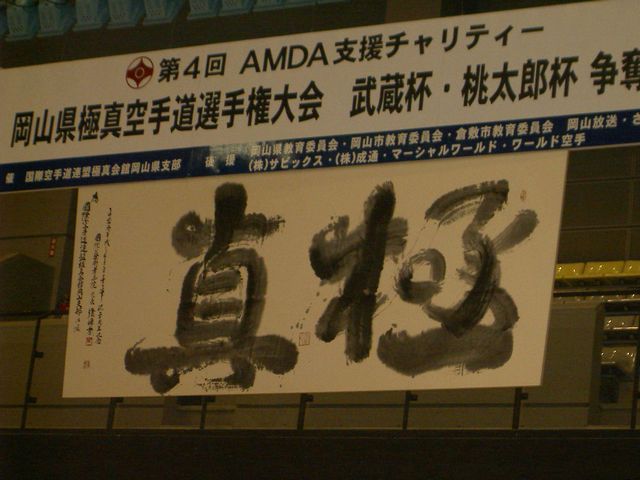 第4回 AMDA支援チャリティー
岡山県極真空手道選手権大会 武蔵杯・桃太郎杯 争奪
催 国際空手道連盟極真会館岡山県支部 後援 岡山県教育委員会・岡山市教育委員会・倉敷市教育委員会 岡山放送・さ
(株)サピックス・(株)成通・マーシャルワールド・ワールド空手
極真